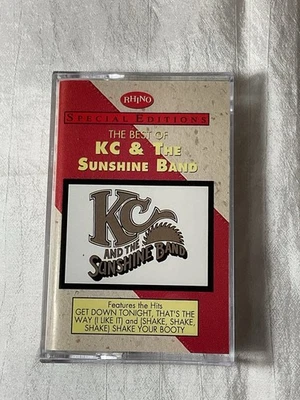 RHINO
SPECIAL EDITIONS
THE BEST OF
KC & THE
SUNSHINE BAND
KC
AND THE
SUNSHINE BAND
Features the Hits
GET DOWN TONIGHT, THAT'S THE
WAY (I LIKE IT) and (SHAKE, SHAKE,
SHAKE) SHAKE YOUR BOOTY